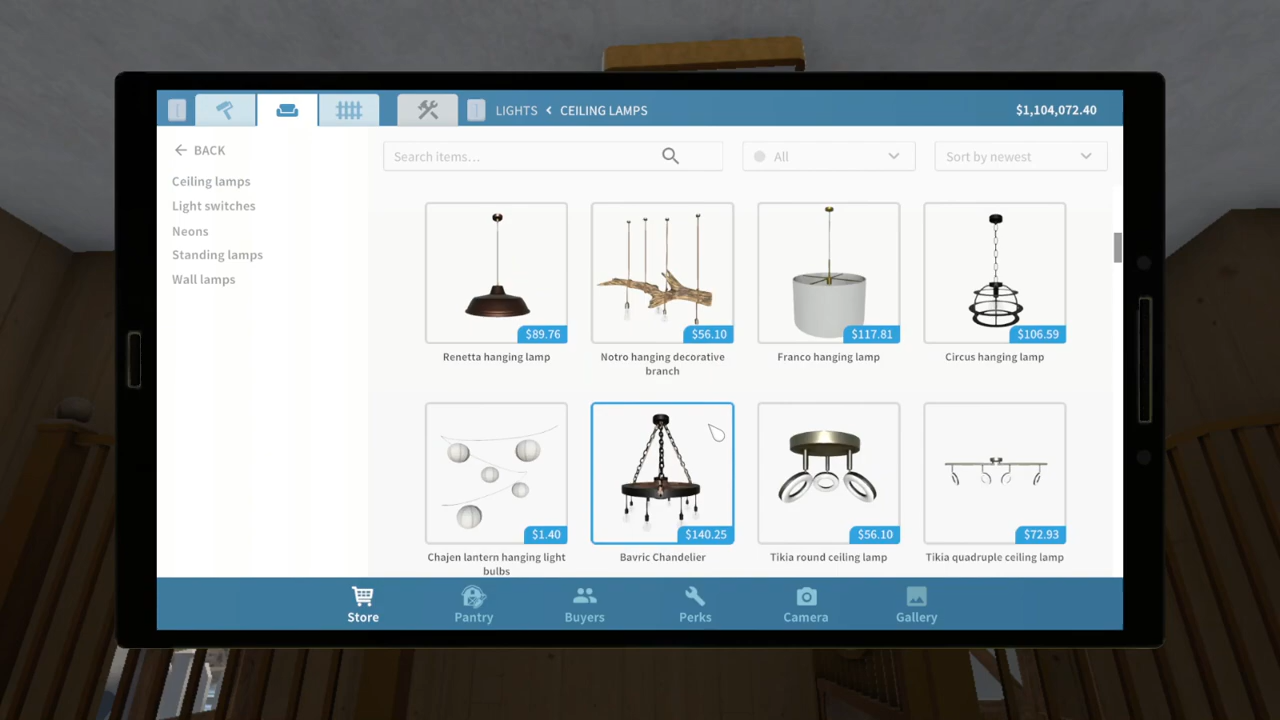 LIGHTS < CEILING LAMPS
$1,104,072.40
BACK
Search items...
All
Sort by newest
Ceiling lamps
Light switches
Neons
Standing lamps
Wall lamps
$89.76
$56.10
$117.81
$106.59
Renetta hanging lamp
Notro hanging decorative
branch
Franco hanging lamp
Circus hanging lamp
$1.40
$140.25
$56.10
$72.93
Chajen lantern hanging light
bulbs
Bavric Chandelier
Tikia round ceiling lamp
Tikia quadruple ceiling lamp
Store
Pantry
Buyers
Perks
Camera
Gallery